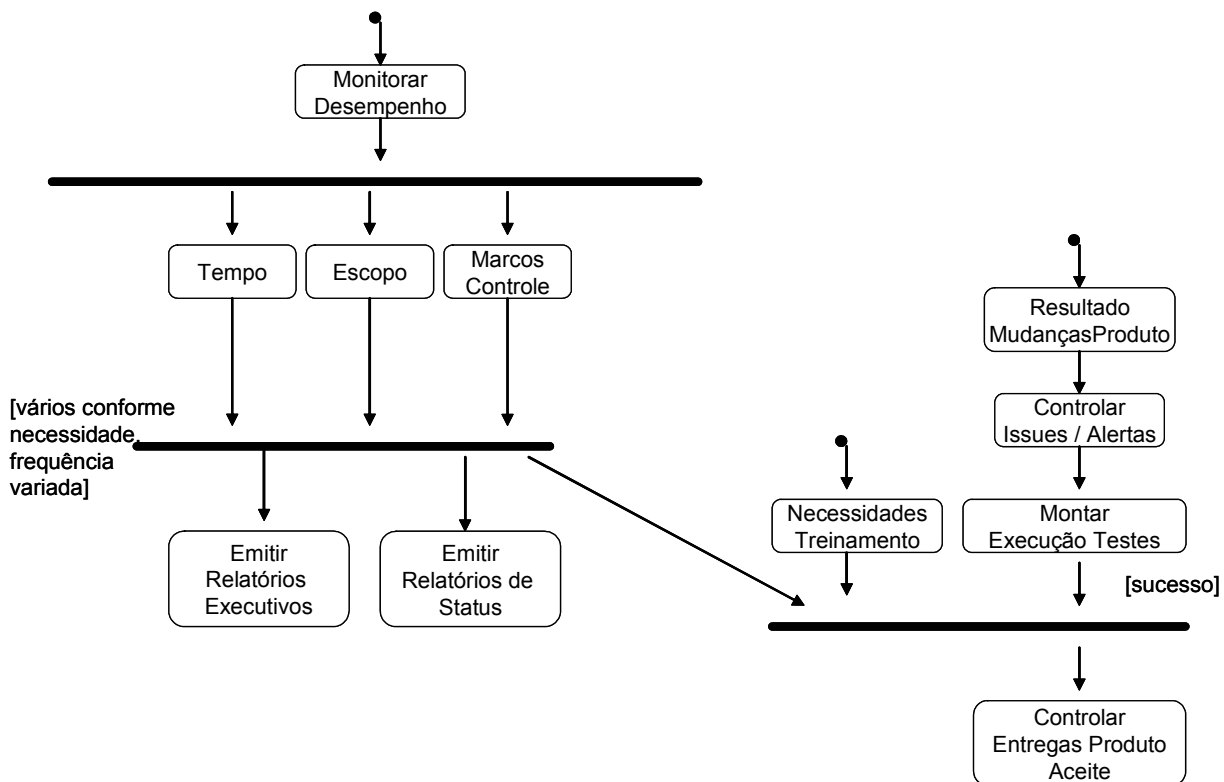 Monitorar
Desempenho
Tempo
Escopo
Marcos
Controle
Resultado
MudançasProduto
[vários conforme
necessidade,
frequência
variada]
Controlar
Issues / Alertas
Necessidades
Treinamento
Montar
Execução Testes
Emitir
Relatórios
Executivos
Emitir
Relatórios de
Status
[sucesso]
Controlar
Entregas Produto
Aceite